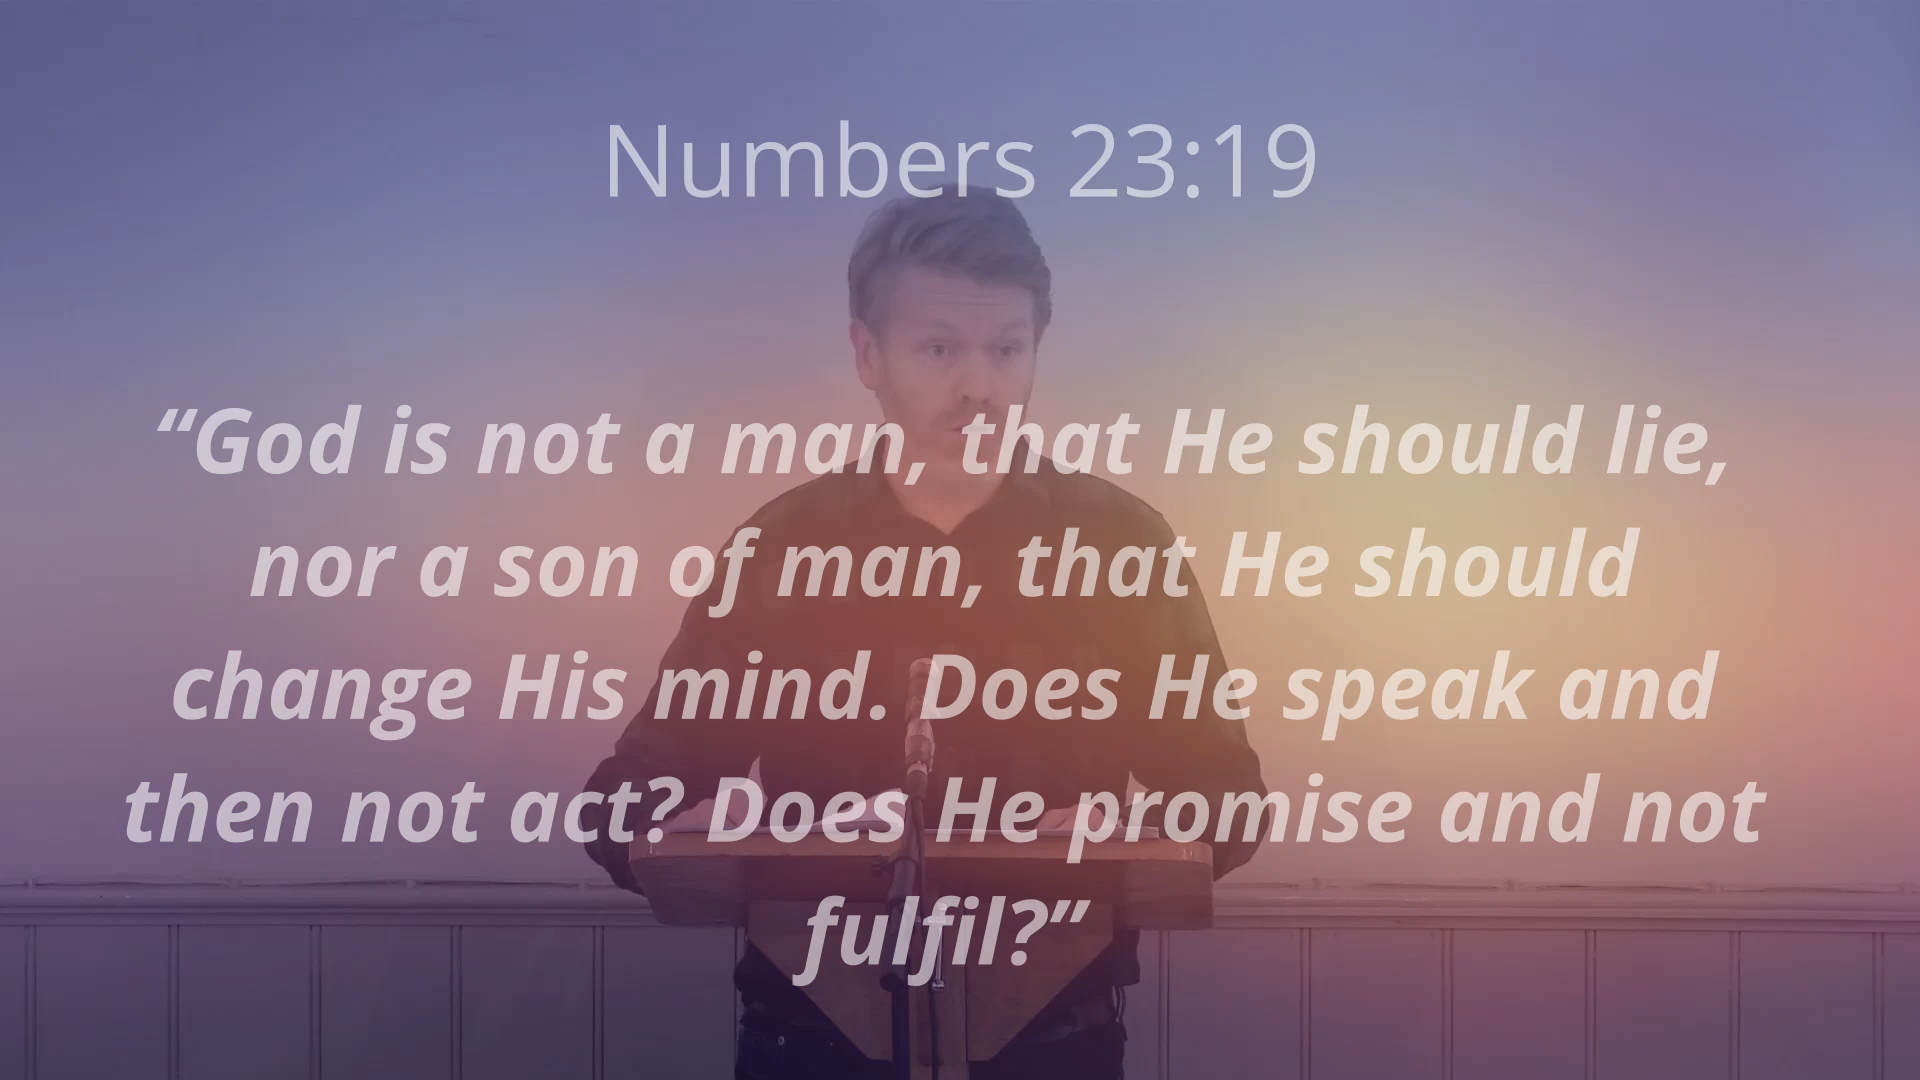 Numbers 23:19
“God is not a man, that He should lie,
nor a son of man, that He should
change His mind. Does He speak and
then not act? Does He promise and not
fulfil?”